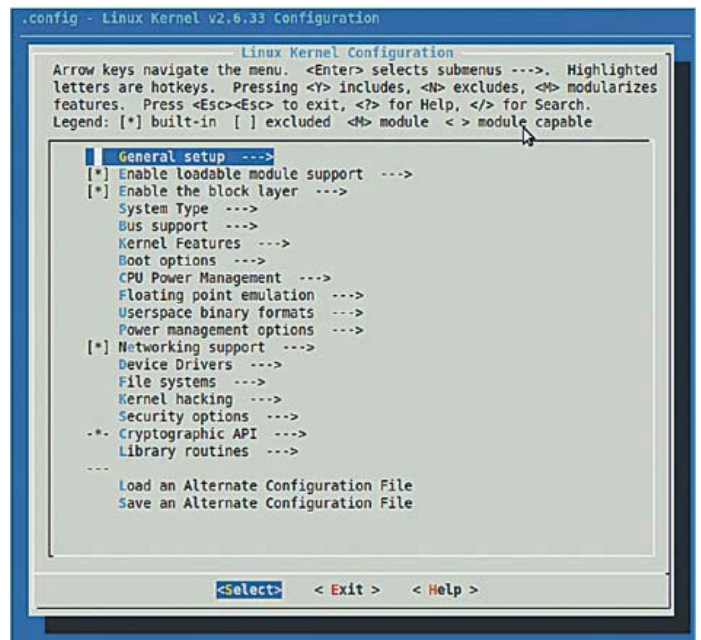 .config - Linux Kernel v2.6.33 Configuration
Linux Kernel Configuration
Arrow keys navigate the menu. <Enter> selects submenus --->. Highlighted
letters are hotkeys. Pressing <Y> includes, <N> excludes, <M> modularizes
features. Press <Esc><Esc> to exit, <?> for Help, </> for Search.
Legend: [*] built-in [ ] excluded <M> module < > module capable
General setup --->
[*] Enable loadable module support --->
[*] Enable the block layer --->
System Type --->
Bus support --->
Kernel Features --->
Boot options --->
CPU Power Management --->
Floating point emulation --->
Userspace binary formats --->
Power management options --->
[*] Networking support --->
Device Drivers --->
File systems --->
Kernel hacking --->
Security options --->
-*- Cryptographic API --->
Library routines --->
---
Load an Alternate Configuration File
Save an Alternate Configuration File
<Select> < Exit > < Help >